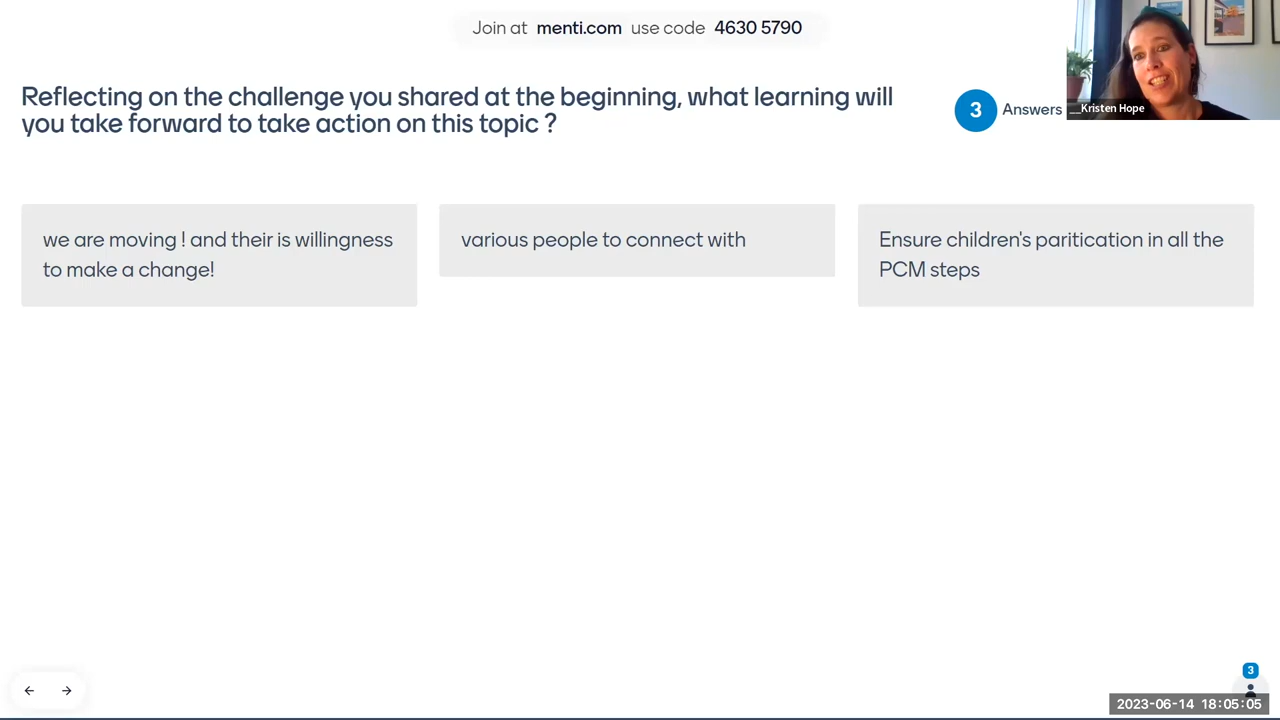 Join at menti.com use code 4630 5790
Reflecting on the challenge you shared at the beginning, what learning will
you take forward to take action on this topic ?
3 Answers
__Kristen Hope
we are moving ! and their is willingness
to make a change!
various people to connect with
Ensure children's pariticaton in all the
PCM steps
3
2023-06-14 18:05:05